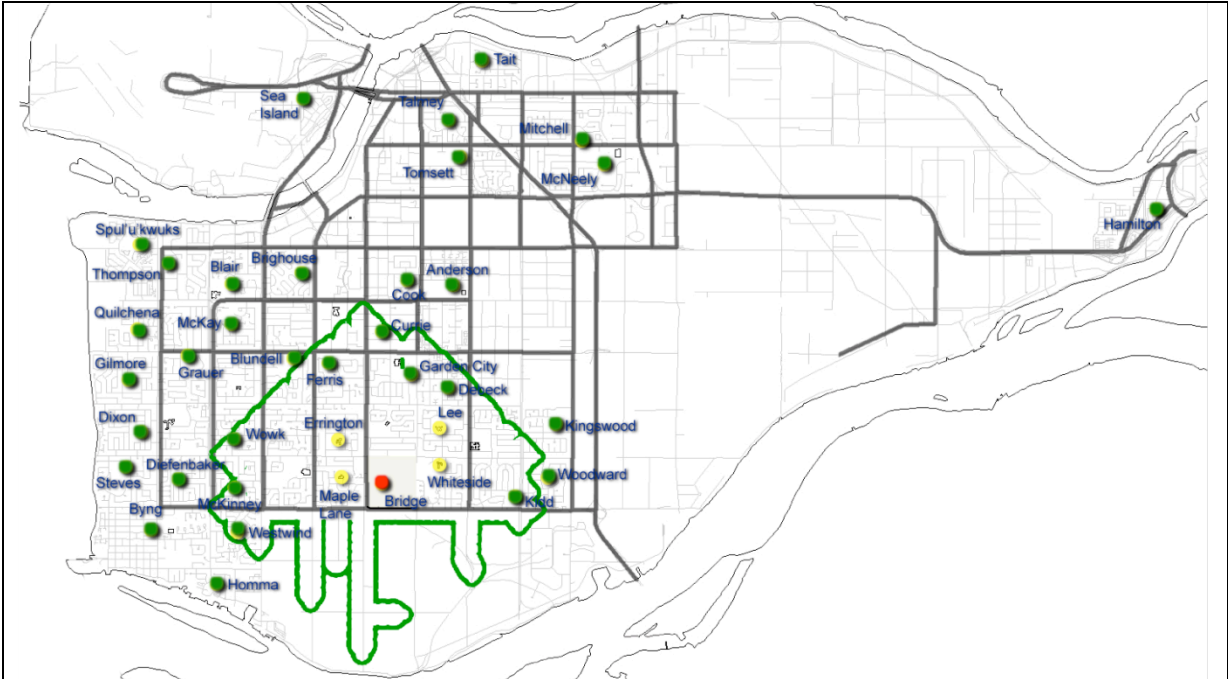 Tait
Sea
Island
Talmey
Mitchell
Tomsett
McNeely
Hamilton
Spul'u'kwuks
Thompson
Blair
Brighouse
Anderson
Cook
Quilchena
McKay
Currie
Gilmore
Grauer
Blundell
Ferris
Garden City
Debeck
Dixon
Errington
Lee
Kingswood
Wowk
Steves
Diefenbaker
Maple
Lane
Whiteside
Woodward
Bridge
Kidd
Byng
McKinney
Westwind
Homma